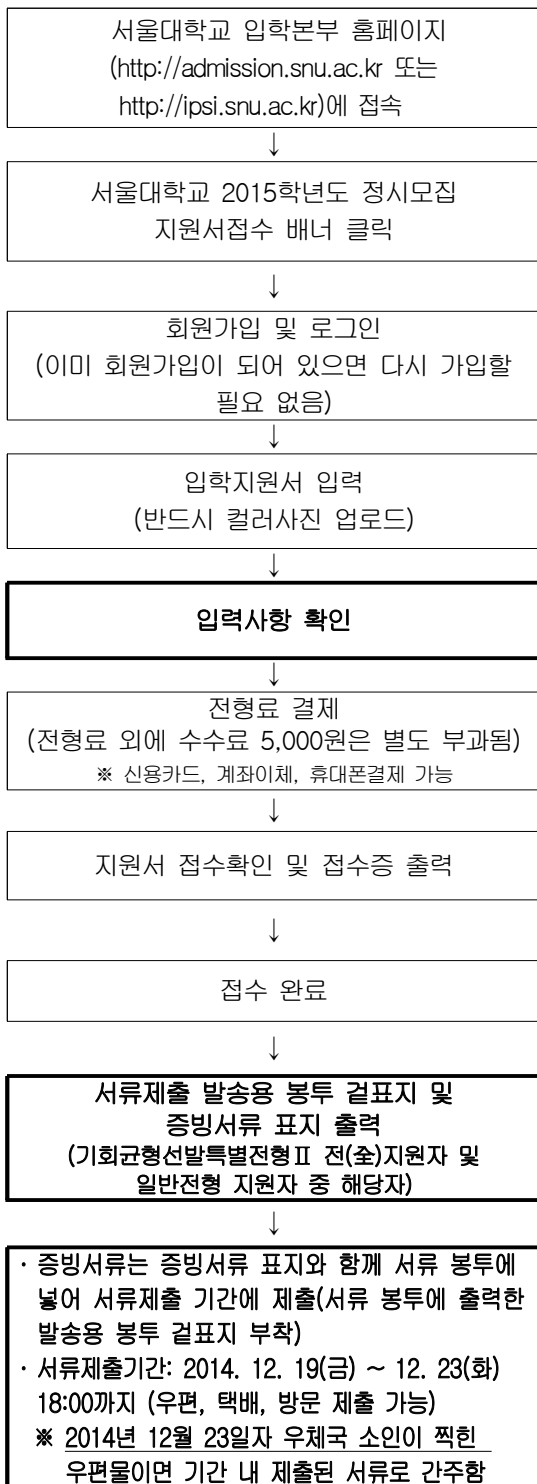 서울대학교 입학본부 홈페이지
(http://admission.snu.ac.kr 또는
http://ipsi.snu.ac.kr)에 접속
↓
서울대학교 2015학년도 정시모집
지원서접수 배너 클릭
↓
회원가입 및 로그인
(이미 회원가입이 되어 있으면 다시 가입할
필요 없음)
↓
입학지원서 입력
(반드시 컬러사진 업로드)
↓
입력사항 확인
↓
전형료 결제
(전형료 외에 수수료 5,000원은 별도 부과됨)
※ 신용카드, 계좌이체, 휴대폰결제 가능
↓
지원서 접수확인 및 접수증 출력
↓
접수 완료
↓
서류제출 발송용 봉투 겉표지 및
증빙서류 표지 출력
(기회균형선발특별전형Ⅱ 전(全)지원자 및
일반전형 지원자 중 해당자)
↓
· 증빙서류는 증빙서류 표지와 함께 서류 봉투에
넣어 서류제출 기간에 제출(서류 봉투에 출력한
발송용 봉투 겉표지 부착)
· 서류제출기간: 2014. 12. 19(금) ~ 12. 23(화)
18:00까지 (우편, 택배, 방문 제출 가능)
※ 2014년 12월 23일자 우체국 소인이 찍힌
우편물이면 기간 내 제출된 서류로 간주함